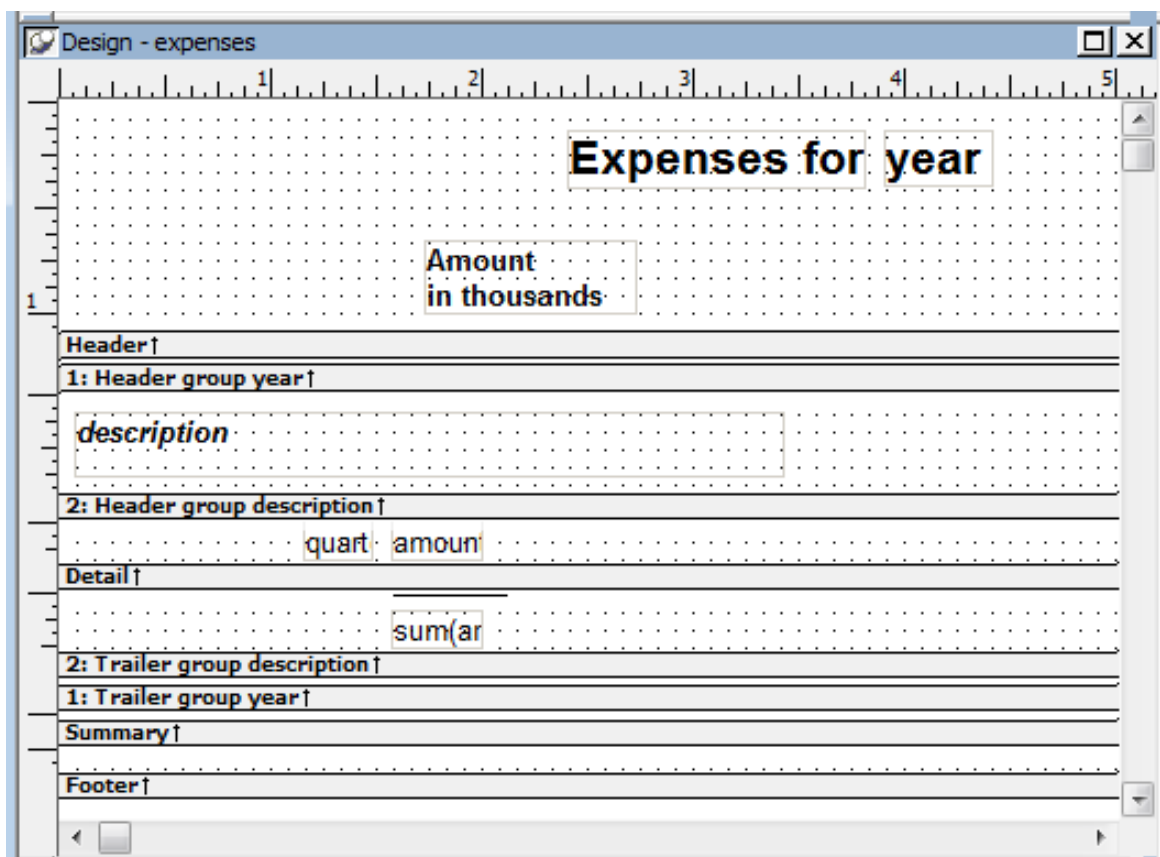 Design - expenses
1 2 3 4 5
Expenses for year
Amount
in thousands
1
Header↑
1: Header group year↑
description
2: Header group description↑
quart amount
Detail↑
sum(ar
2: Trailer group description↑
1: Trailer group year↑
Summary↑
Footer↑